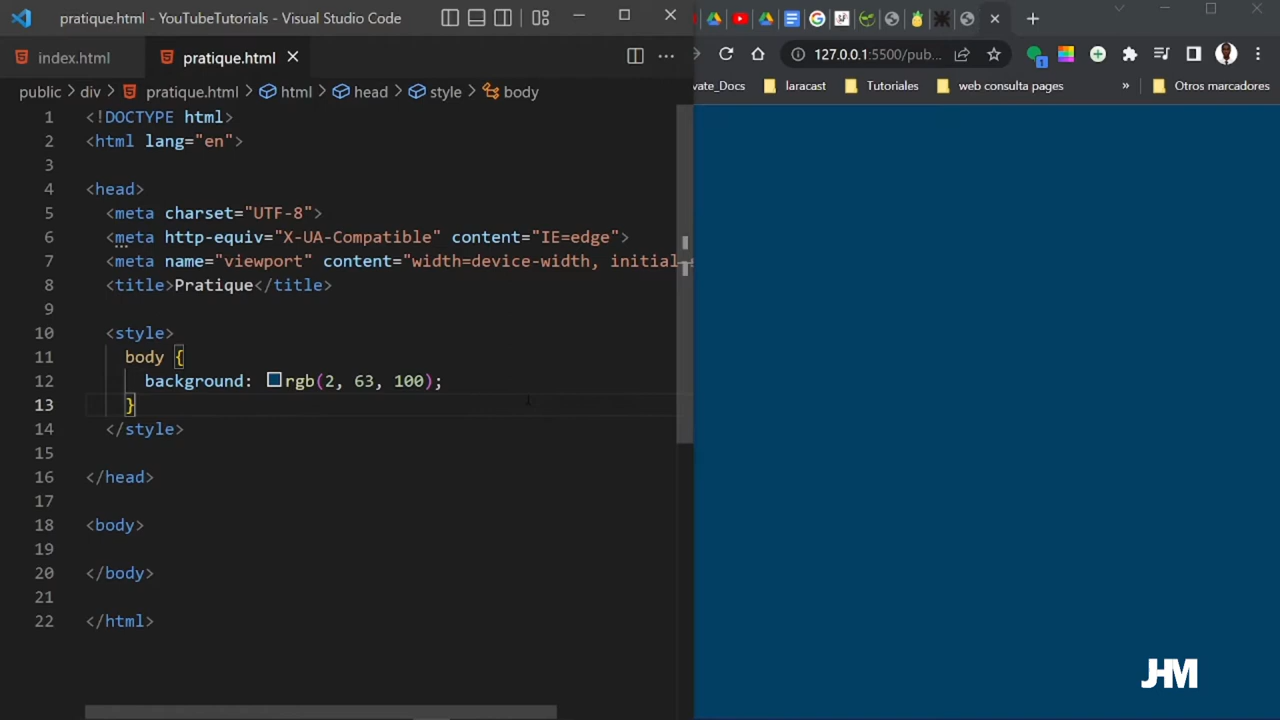 pratique.html - YouTubeTutorials - Visual Studio Code
index.html
pratique.html
public > div > pratique.html > html > head > style > body
1 <!DOCTYPE html>
2 <html lang="en">
3
4 <head>
5 <meta charset="UTF-8">
6 <meta http-equiv="X-UA-Compatible" content="IE=edge">
7 <meta name="viewport" content="width=device-width, initial
8 <title>Pratique</title>
9
10 <style>
11 body {
12 background: rgb(2, 63, 100);
13 }
14 </style>
15
16 </head>
17
18 <body>
19
20 </body>
21
22 </html>
127.0.0.1:5500/pub...
1
vate_Docs
laracast
Tutoriales
web consulta pages
»
Otros marcadores
JHM